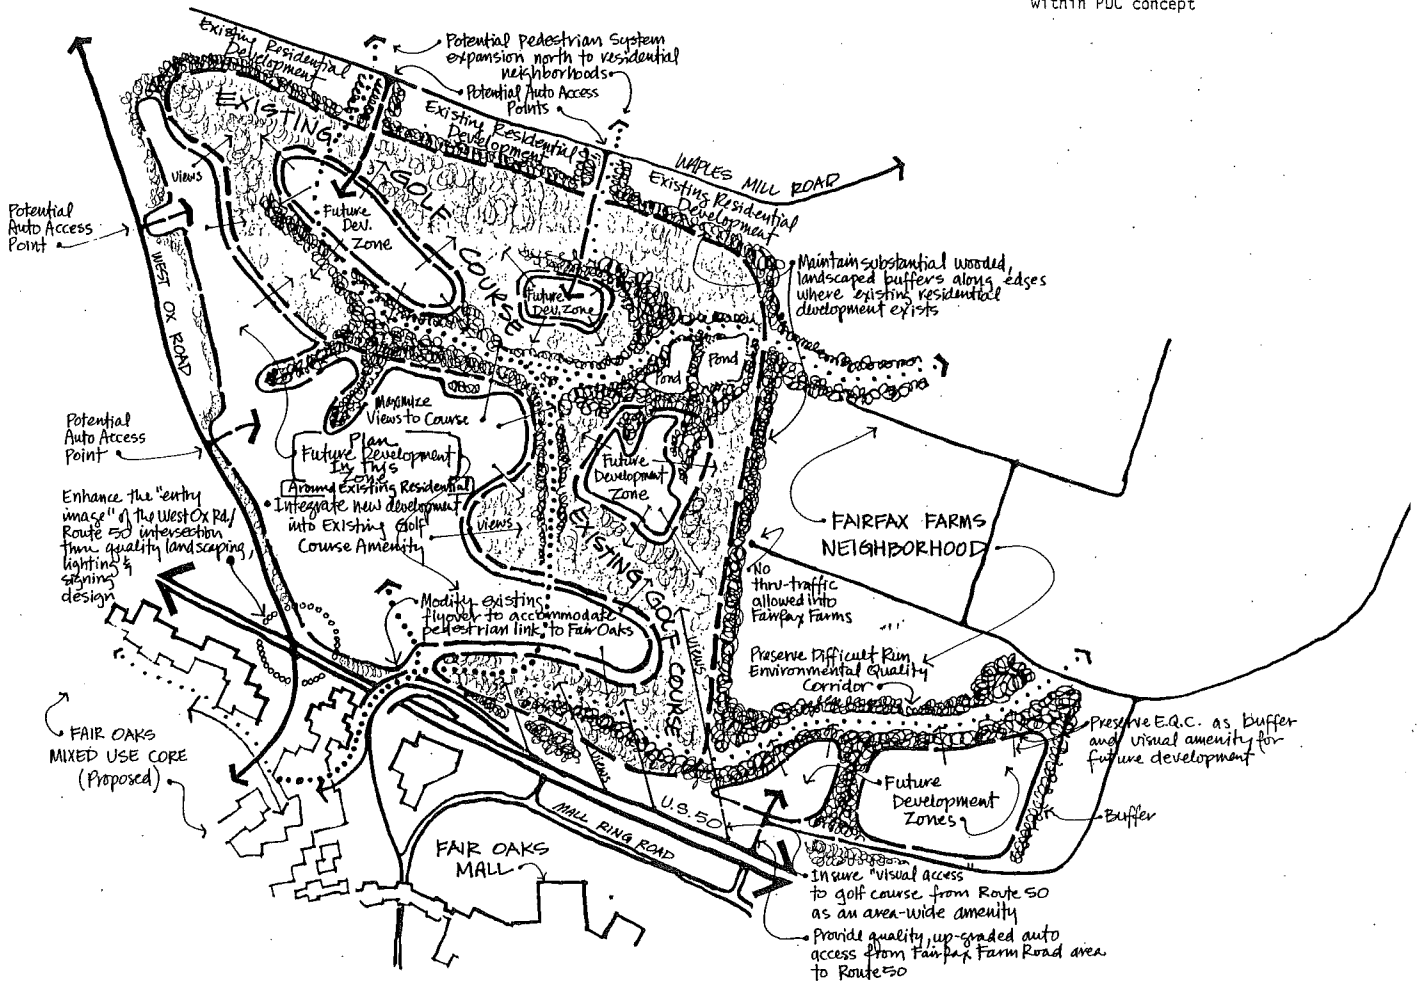 within PDC concept
Existing Residential
Development
Potential Pedestrian System
expansion north to residential
neighborhoods
Potential Auto Access
Points
Existing Residential
Development
WAPLES MILL ROAD
Existing Residential
Development
EXISTING GOLF COURSE
Views
Future
Dev.
Zone
Potential
Auto Access
Point
WEST OX ROAD
Future
Dev. Zone
Maintain substantial wooded,
landscaped buffers along edges
where existing residential
development exists
Pond
Pond
Maximize
Views to Course
Potential
Auto Access
Point
Plan
Future Development
In this
Zone
Around Existing Residential
Integrate new development
into Existing Golf
Course Amenity
Views
Future
Development
Zone
EXISTING GOLF COURSE
Enhance the "entry
image" of the West Ox Rd/
Route 50 intersection
thru quality landscaping,
lighting &
signing
design
FAIRFAX FARMS
NEIGHBORHOOD
No
thru-traffic
allowed into
Fairfax Farms
Modify existing
flyover to accommodate
pedestrian link to Fair Oaks
Views
Preserve Difficult Run
Environmental Quality
Corridor
Preserve E.Q.C. as buffer
and visual amenity for
future development
FAIR OAKS
MIXED USE CORE
(Proposed)
Views
Future
Development
Zones
Buffer
U.S. 50
MALL RING ROAD
FAIR OAKS
MALL
Insure "visual access"
to golf course from Route 50
as an area-wide amenity
Provide quality, up-graded auto
access from Fairfax Farm Road area
to Route 50